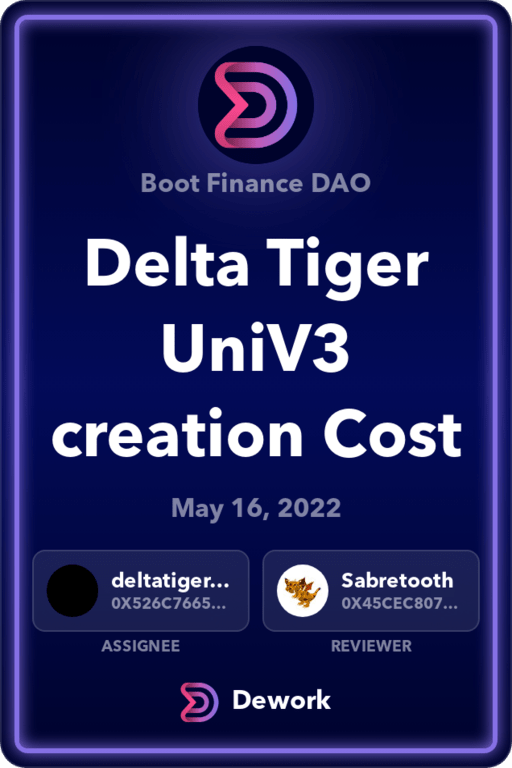 Boot Finance DAO
Delta Tiger
UniV3
creation Cost
May 16, 2022
deltatiger...
0X526C7665...
Sabretooth
0X45CEC807...
ASSIGNEE
REVIEWER
Dework